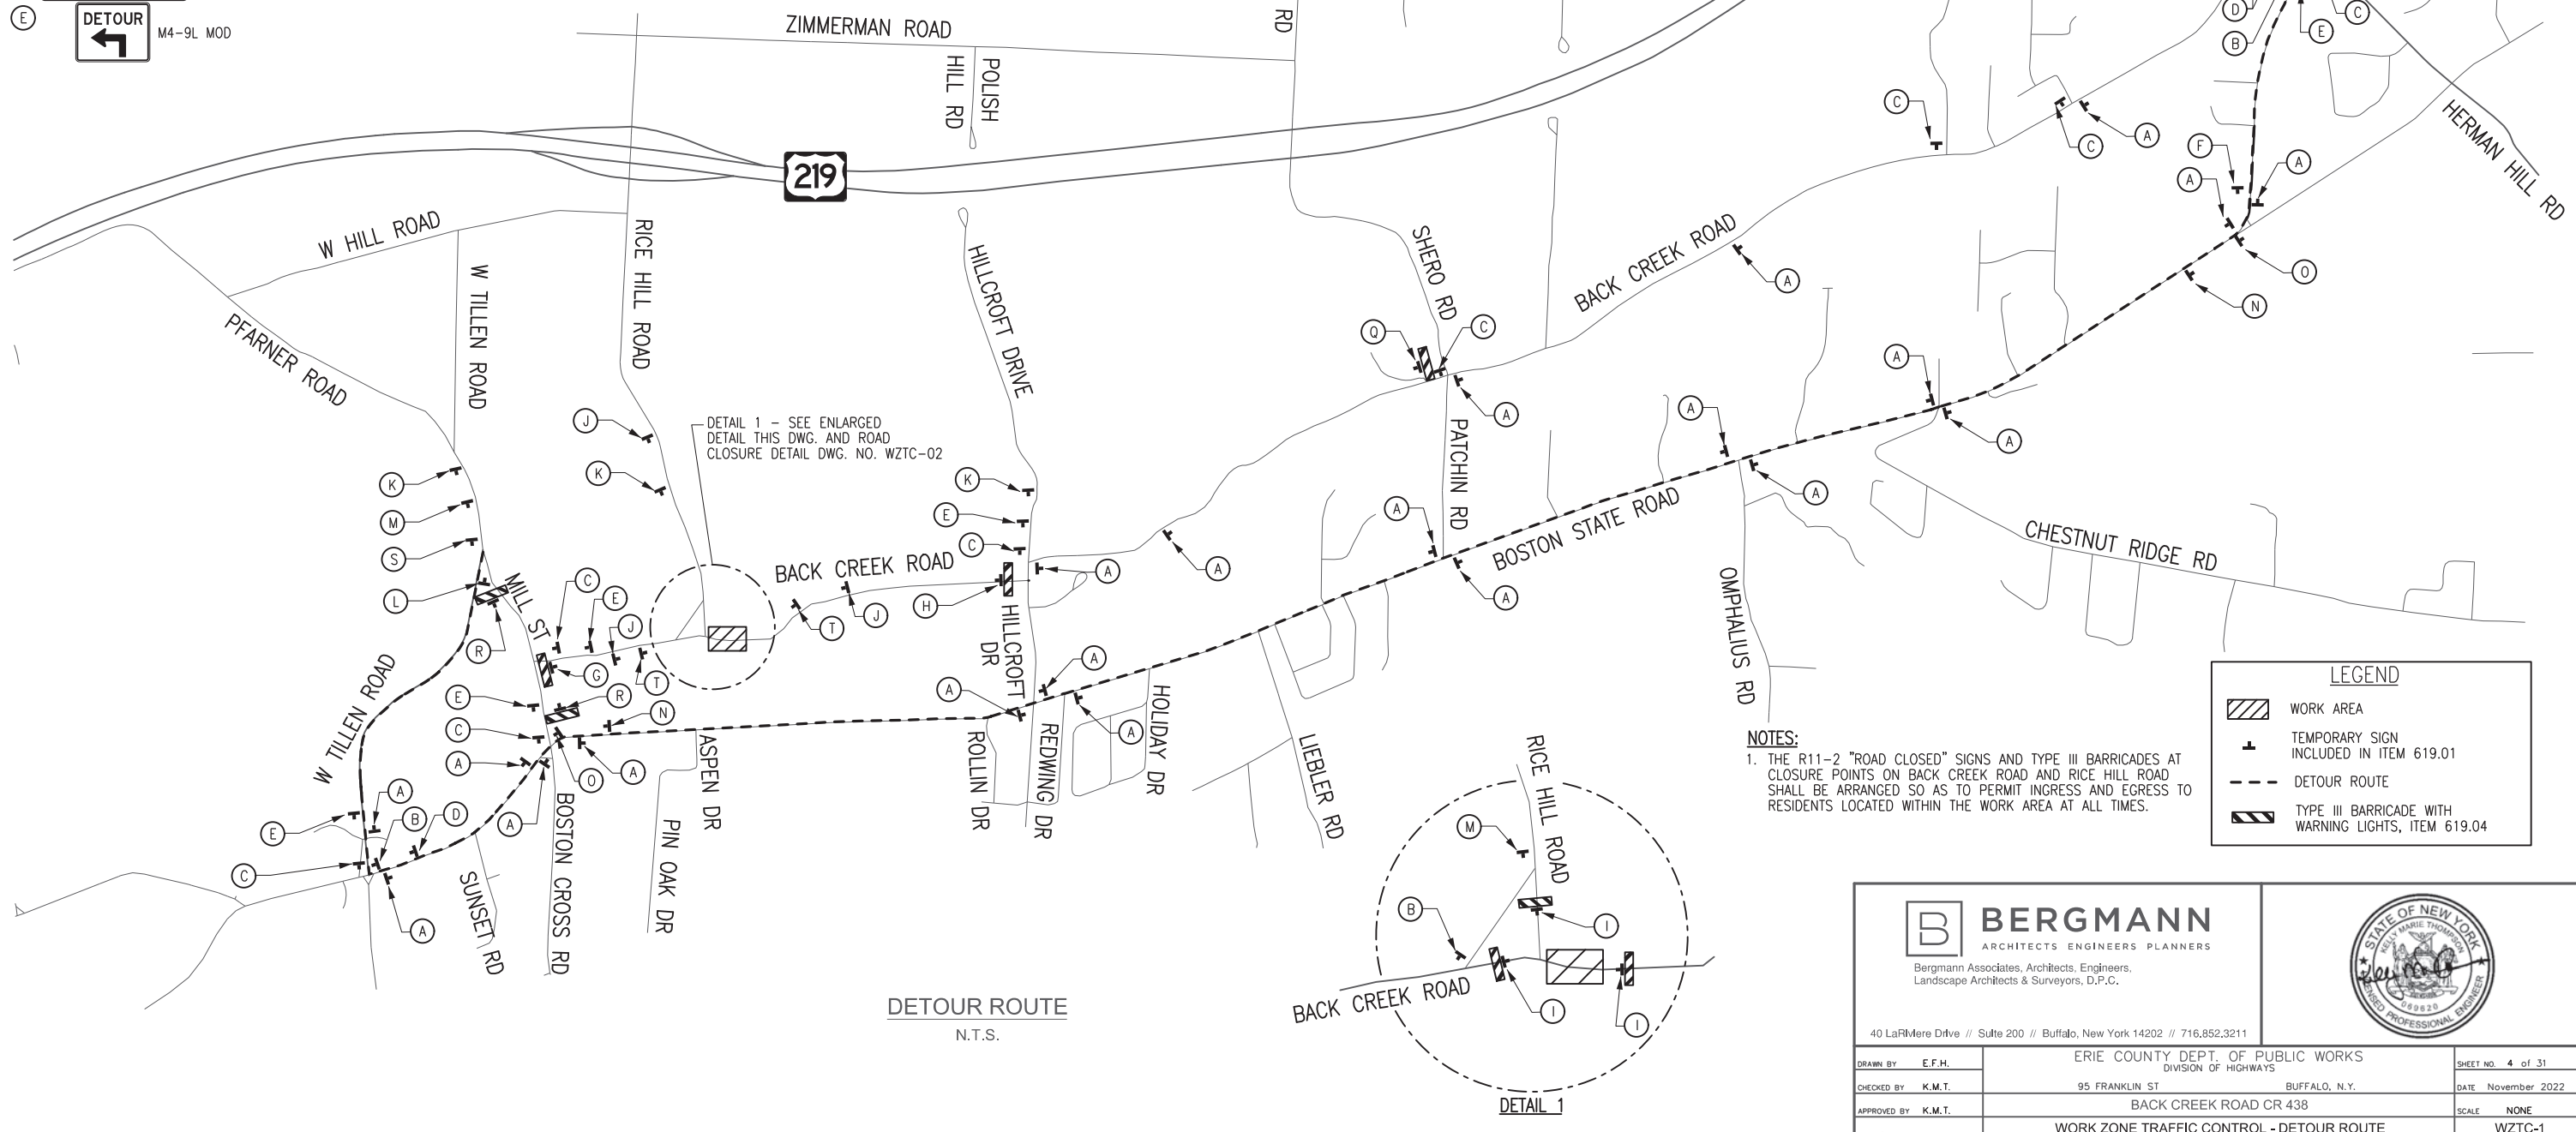 E
DETOUR
M4-9L MOD
ZIMMERMAN ROAD
POLISH
HILL RD
RD
219
D
B
C
E
HERMAN HILL RD
C
C
A
F
A
A
O
N
W HILL ROAD
W TILLEN ROAD
PFARNER ROAD
RICE HILL ROAD
HILLCROFT DRIVE
SHERO RD
BACK CREEK ROAD
A
Q
C
A
PATCHIN RD
A
A
A
A
A
A
BOSTON STATE ROAD
OMPHALIUS RD
CHESTNUT RIDGE RD
J
K
DETAIL 1 - SEE ENLARGED
DETAIL THIS DWG. AND ROAD
CLOSURE DETAIL DWG. NO. WZTC-02
K
M
S
L
R
MILL ST
C
E
J
G
T
BACK CREEK ROAD
K
E
C
H
A
A
T
J
HILLCROFT
DR
A
A
A
E
C
A
R
N
O
A
A
W TILLEN ROAD
E
A
B
D
C
A
SUNSET RD
BOSTON CROSS RD
PIN OAK DR
ASPEN DR
ROLLIN DR
REDWING DR
HOLIDAY DR
LIEBLER RD
DETOUR ROUTE
N.T.S.
RICE HILL ROAD
M
B
I
I
I
BACK CREEK ROAD
DETAIL 1
NOTES:
1. THE R11-2 "ROAD CLOSED" SIGNS AND TYPE III BARRICADES AT
CLOSURE POINTS ON BACK CREEK ROAD AND RICE HILL ROAD
SHALL BE ARRANGED SO AS TO PERMIT INGRESS AND EGRESS TO
RESIDENTS LOCATED WITHIN THE WORK AREA AT ALL TIMES.
LEGEND
WORK AREA
TEMPORARY SIGN
INCLUDED IN ITEM 619.01
DETOUR ROUTE
TYPE III BARRICADE WITH
WARNING LIGHTS, ITEM 619.04
B
BERGMANN
ARCHITECTS ENGINEERS PLANNERS
Bergmann Associates, Architects, Engineers,
Landscape Architects & Surveyors, D.P.C.
40 LaRiviere Drive // Suite 200 // Buffalo, New York 14202 // 716.852.3211
STATE OF NEW YORK
KELLY MARIE THOMPSON
LICENSED PROFESSIONAL ENGINEER
DRAWN BY E.F.H.
CHECKED BY K.M.T.
APPROVED BY K.M.T.
ERIE COUNTY DEPT. OF PUBLIC WORKS
DIVISION OF HIGHWAYS
95 FRANKLIN ST BUFFALO, N.Y.
BACK CREEK ROAD CR 438
WORK ZONE TRAFFIC CONTROL - DETOUR ROUTE
SHEET NO. 4 of 31
DATE November 2022
SCALE NONE
WZTC-1